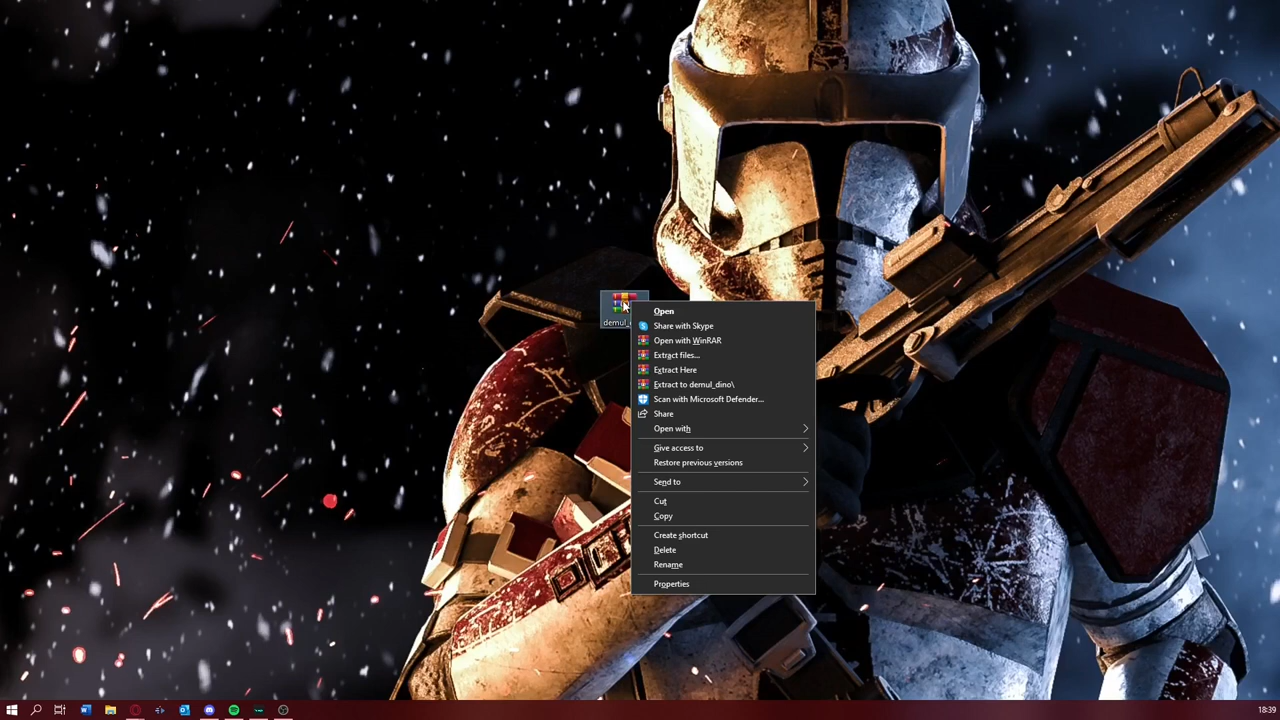 demul_
Open
Share with Skype
Open with WinRAR
Extract files...
Extract Here
Extract to demul_dino\
Scan with Microsoft Defender...
Share
Open with
Give access to
Restore previous versions
Send to
Cut
Copy
Create shortcut
Delete
Rename
Properties
18:39